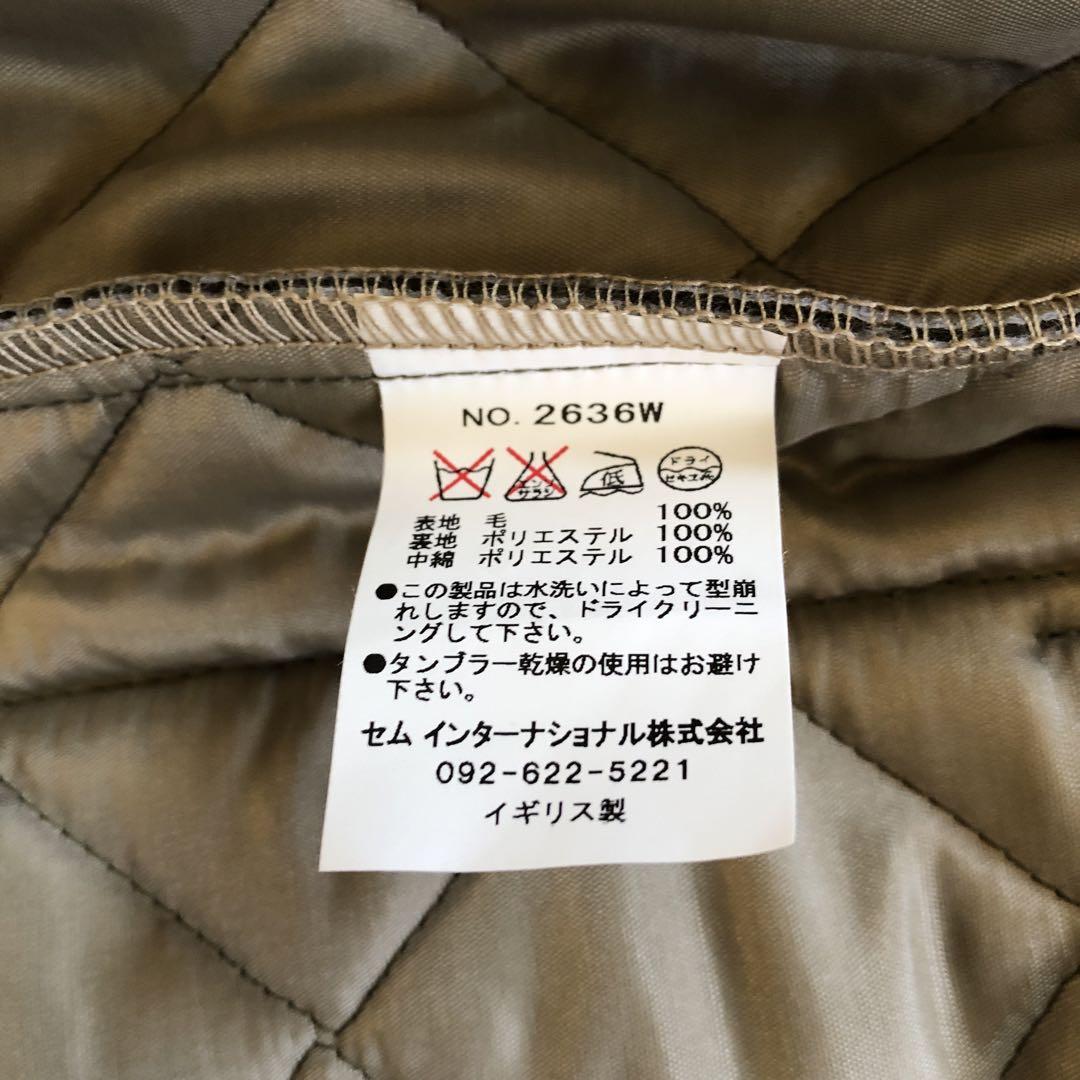 NO. 2636W
エンソ サラシ 低 ドライ セキユ系
表地 毛 100%
裏地 ポリエステル 100%
中綿 ポリエステル 100%
●この製品は水洗いによって型崩
れしますので、ドライクリーニ
ングして下さい。
●タンブラー乾燥の使用はお避け
下さい。
セム インターナショナル株式会社
092-622-5221
イギリス製